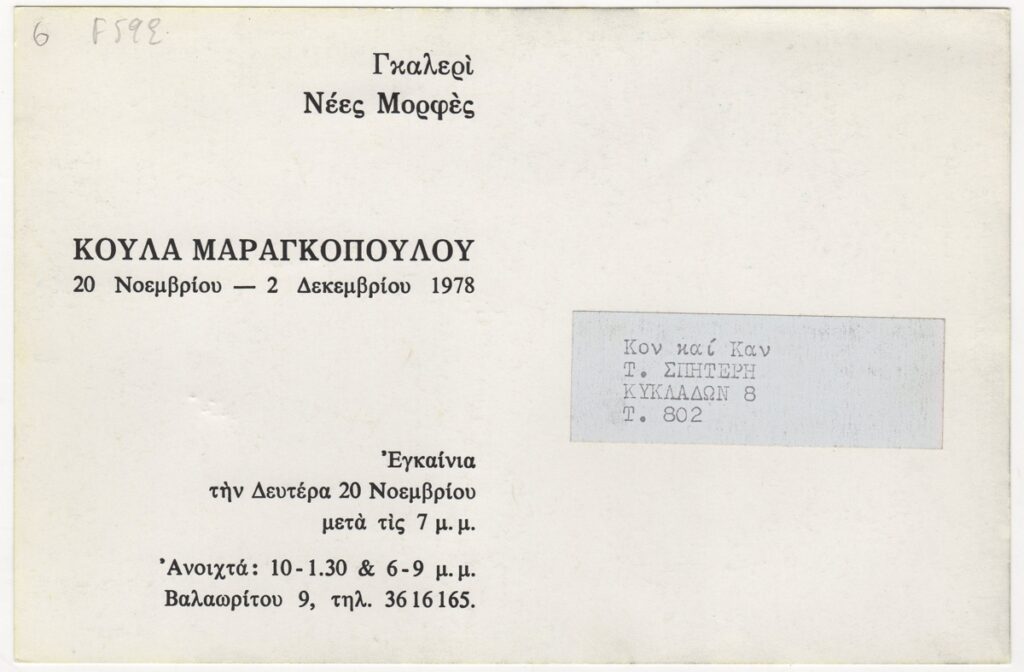 6
Γκαλερὶ
Νέες Μορφὲς
ΚΟΥΛΑ ΜΑΡΑΓΚΟΠΟΥΛΟΥ
20 Νοεμβρίου — 2 Δεκεμβρίου 1978
Κον καί Καν
Τ. ΣΠΗΤΕΡΗ
ΚΥΚΛΑΔΩΝ 8
Τ. 802
Ἐγκαίνια
τὴν Δευτέρα 20 Νοεμβρίου
μετὰ τὶς 7 μ.μ.
Ἀνοιχτά: 10-1.30 & 6-9 μ.μ.
Βαλαωρίτου 9, τηλ. 3616165.